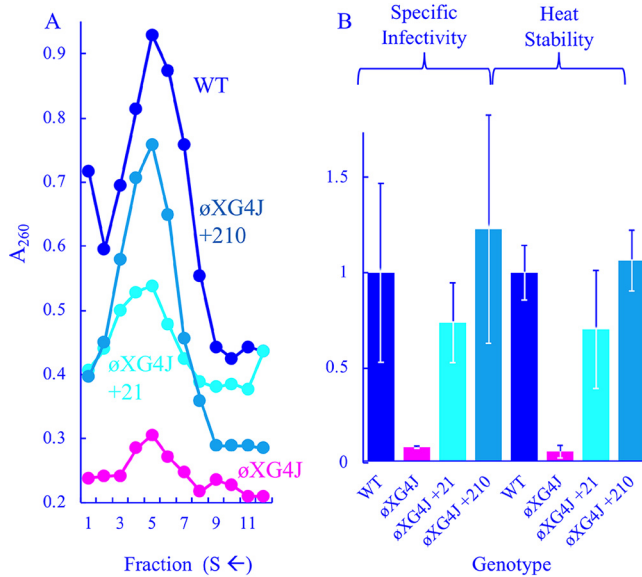 A
0.9
0.8
0.7
0.6
0.5
0.4
0.3
0.2
A260
WT
øXG4J
+210
øXG4J
+21
øXG4J
1 3 5 7 9 11
Fraction (S ←)
B
Specific
Infectivity
Heat
Stability
1.5
1
0.5
0
WT
øXG4J
øXG4J +21
øXG4J +210
WT
øXG4J
øXG4J +21
øXG4J +210
Genotype